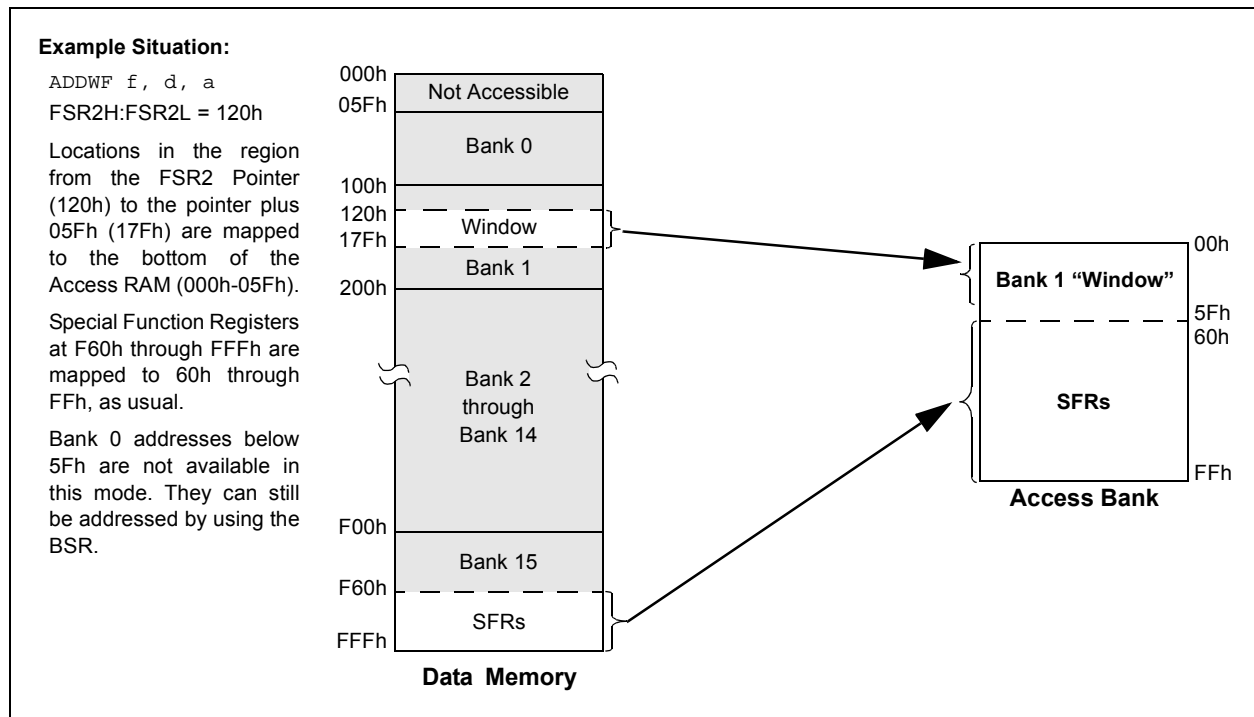 Example Situation:
ADDWF f, d, a
FSR2H:FSR2L = 120h
Locations in the region
from the FSR2 Pointer
(120h) to the pointer plus
05Fh (17Fh) are mapped
to the bottom of the
Access RAM (000h-05Fh).
Special Function Registers
at F60h through FFFh are
mapped to 60h through
FFh, as usual.
Bank 0 addresses below
5Fh are not available in
this mode. They can still
be addressed by using the
BSR.
000h
Not Accessible
05Fh
Bank 0
100h
120h
Window
17Fh
Bank 1
200h
Bank 2
through
Bank 14
F00h
Bank 15
F60h
SFRs
FFFh
Data Memory
00h
Bank 1 “Window”
5Fh
60h
SFRs
FFh
Access Bank